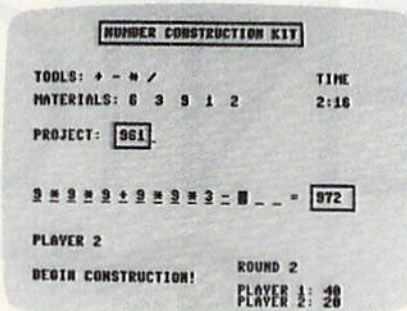 NUMBER CONSTRUCTION KIT
TOOLS: + - * /
TIME
MATERIALS: 6 3 9 1 2
2:16
PROJECT: 961
9 * 9 * 9 + 9 * 9 * 3 - _ _ = 972
PLAYER 2
BEGIN CONSTRUCTION!
ROUND 2
PLAYER 1: 40
PLAYER 2: 20